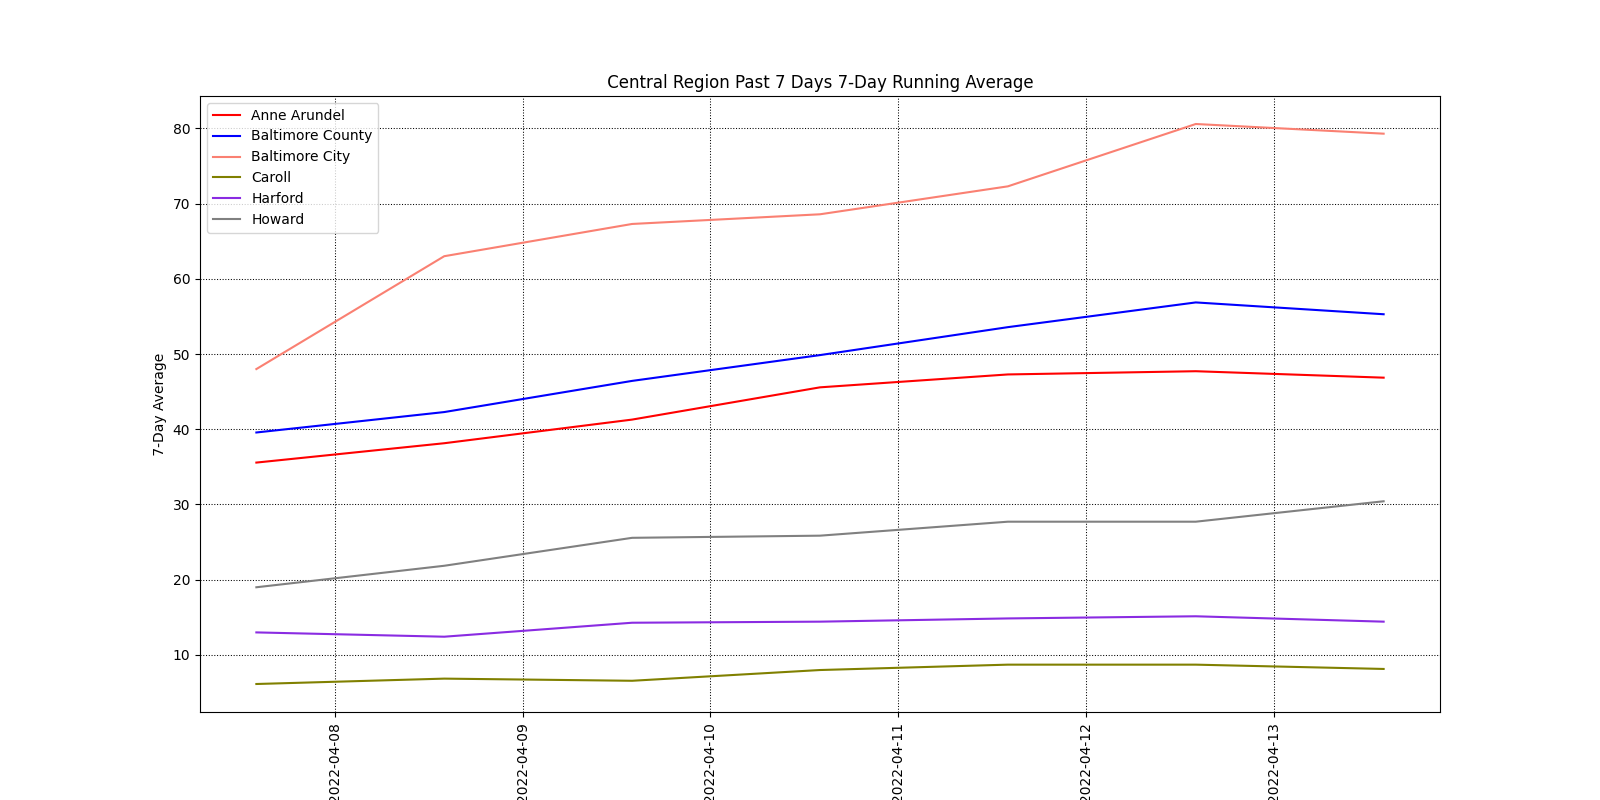 Central Region Past 7 Days 7-Day Running Average
Anne Arundel
Baltimore County
Baltimore City
Caroll
Harford
Howard
7-Day Average
80
70
60
50
40
30
20
10
2022-04-08
2022-04-09
2022-04-10
2022-04-11
2022-04-12
2022-04-13